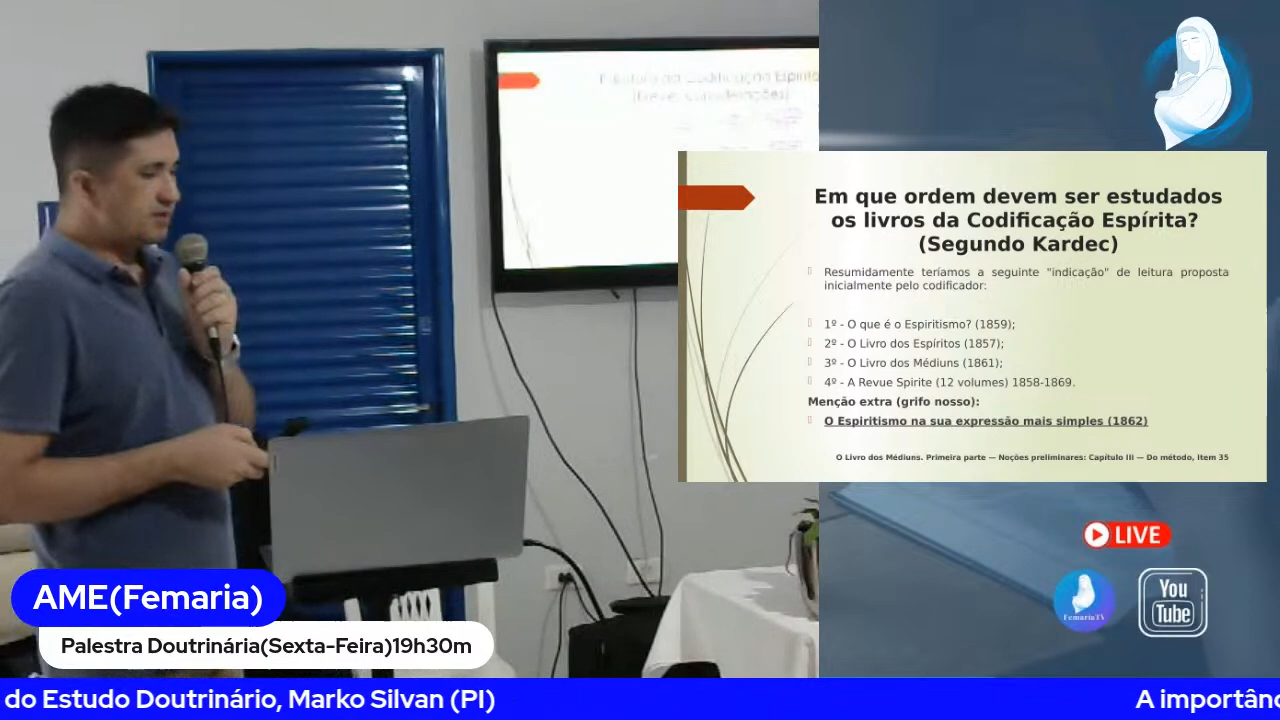 Em que ordem devem ser estudados
os livros da Codificação Espírita?
(Segundo Kardec)
Resumidamente teríamos a seguinte "indicação" de leitura proposta
inicialmente pelo codificador:
1º - O que é o Espiritismo? (1859);
2º - O Livro dos Espíritos (1857);
3º - O Livro dos Médiuns (1861);
4º - A Revue Spirite (12 volumes) 1858-1869.
Menção extra (grifo nosso):
O Espiritismo na sua expressão mais simples (1862)
O Livro dos Médiuns. Primeira parte — Noções preliminares: Capítulo III — Do método, Item 35
LIVE
FemariaTV
You
Tube
AME(Femaria)
Palestra Doutrinária(Sexta-Feira)19h30m
do Estudo Doutrinário, Marko Silvan (PI)
A importânc